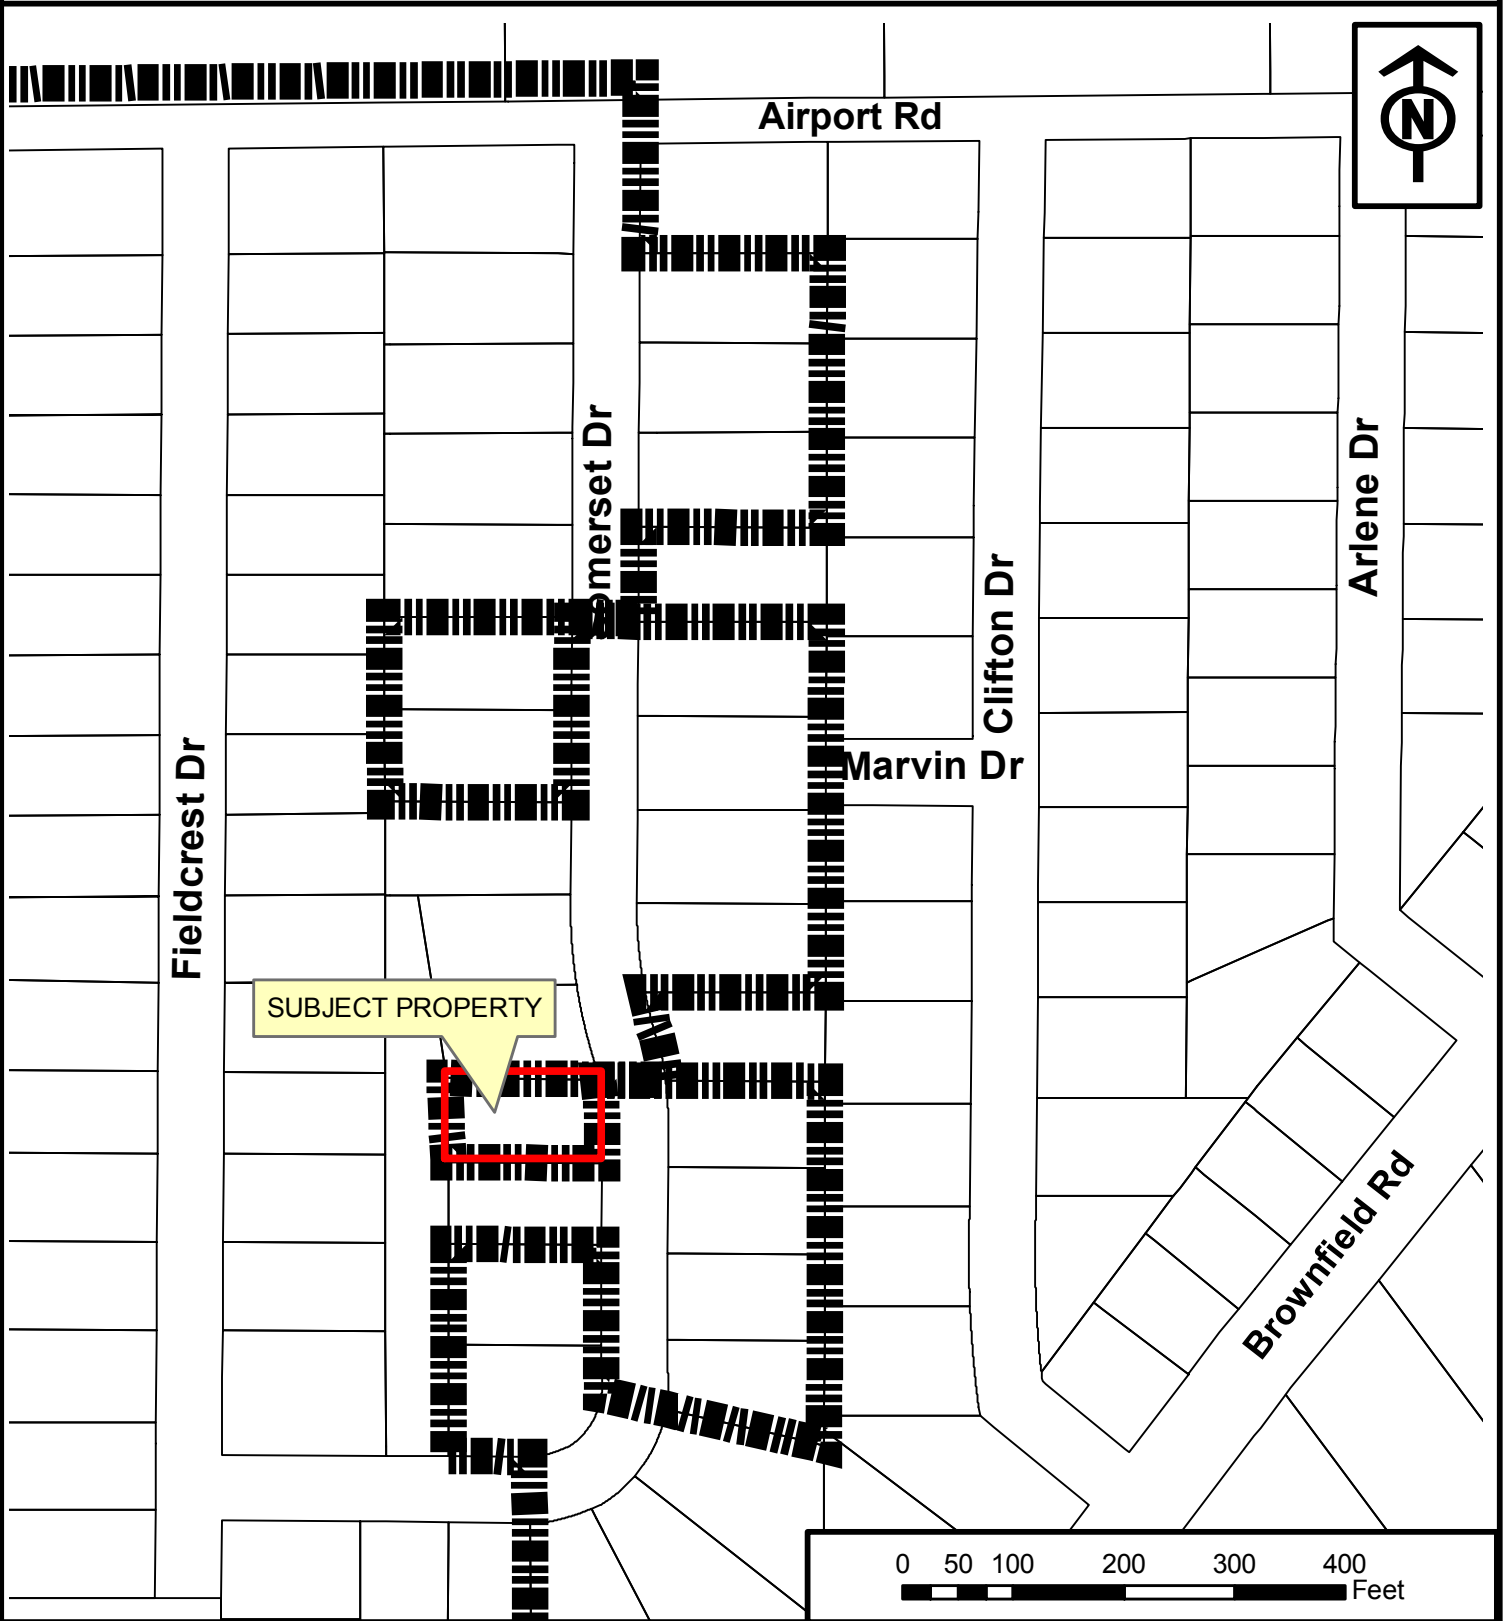 Airport Rd
N
omerset Dr
Arlene Dr
Clifton Dr
Marvin Dr
Fieldcrest Dr
SUBJECT PROPERTY
Brownfield Rd
0 50 100 200 300 400
Feet